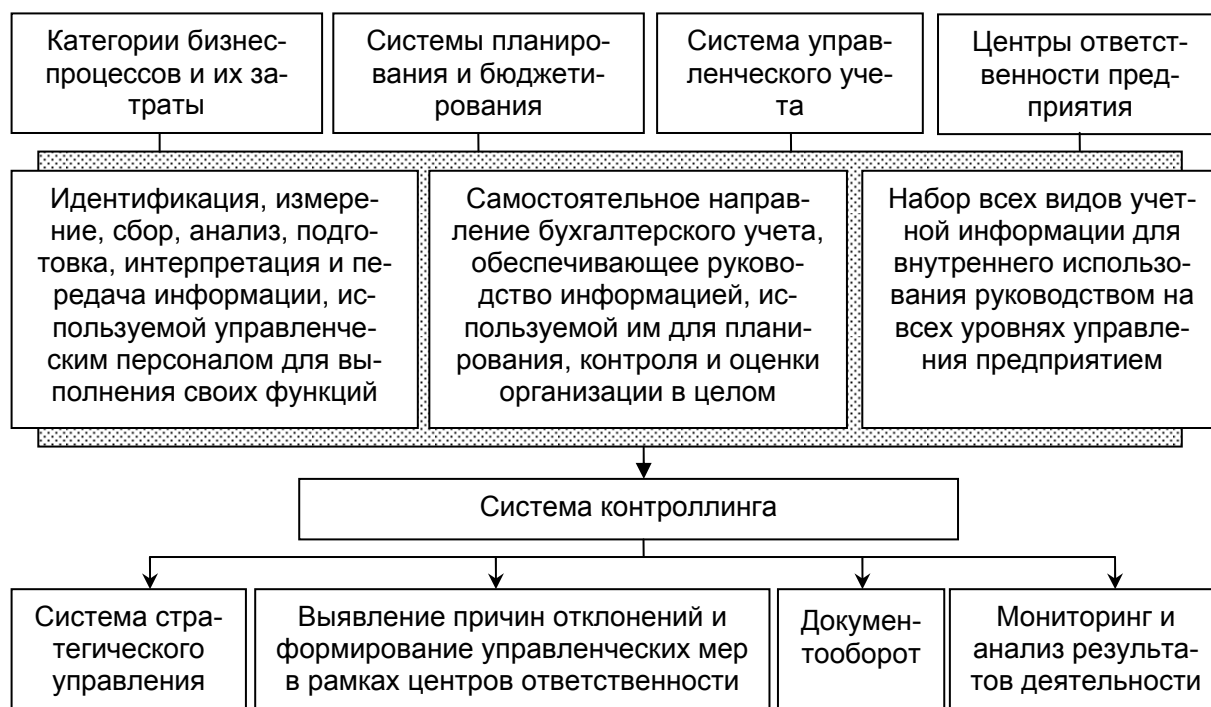 Категории бизнес-
процессов и их за-
траты
Системы планиро-
вания и бюджети-
рования
Система управ-
ленческого уче-
та
Центры ответст-
венности пред-
приятия
Идентификация, измере-
ние, сбор, анализ, подго-
товка, интерпретация и пе-
редача информации, ис-
пользуемой управленче-
ским персоналом для вы-
полнения своих функций
Самостоятельное направ-
ление бухгалтерского учета,
обеспечивающее руково-
дство информацией, ис-
пользуемой им для плани-
рования, контроля и оценки
организации в целом
Набор всех видов учет-
ной информации для
внутреннего использо-
вания руководством на
всех уровнях управле-
ния предприятием
Система контроллинга
Система стра-
тегического
управления
Выявление причин отклонений и
формирование управленческих мер
в рамках центров ответственности
Докумен-
тооборот
Мониторинг и
анализ результа-
тов деятельности